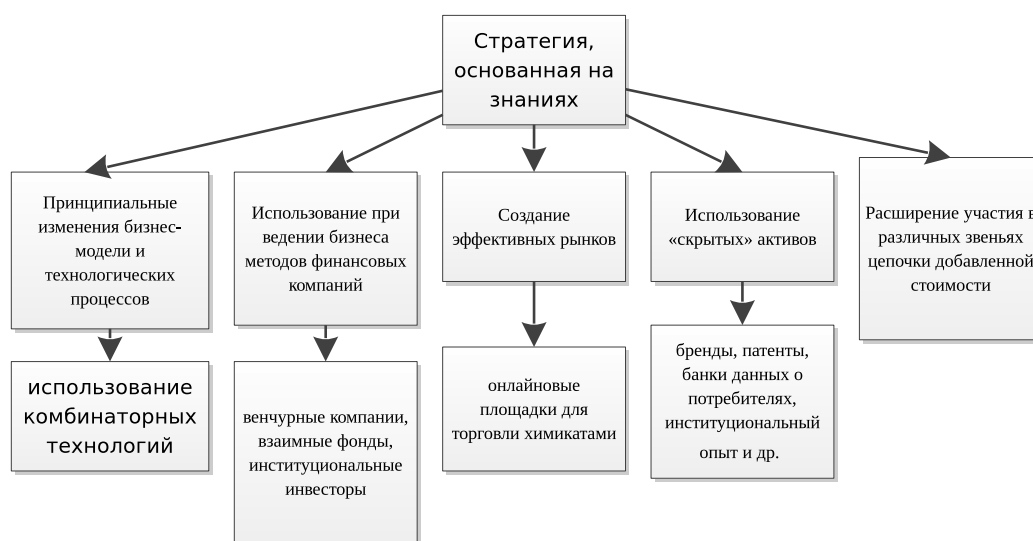 Стратегия,
основанная на
знаниях
Принципиальные
изменения бизнес-
модели и
технологических
процессов
Использование при
ведении бизнеса
методов финансовых
компаний
Создание
эффективных рынков
Использование
«скрытых» активов
Расширение участия в
различных звеньях
цепочки добавленной
стоимости
использование
комбинаторных
технологий
венчурные компании,
взаимные фонды,
институциональные
инвесторы
онлайновые
площадки для
торговли химикатами
бренды, патенты,
банки данных о
потребителях,
институциональный
опыт и др.